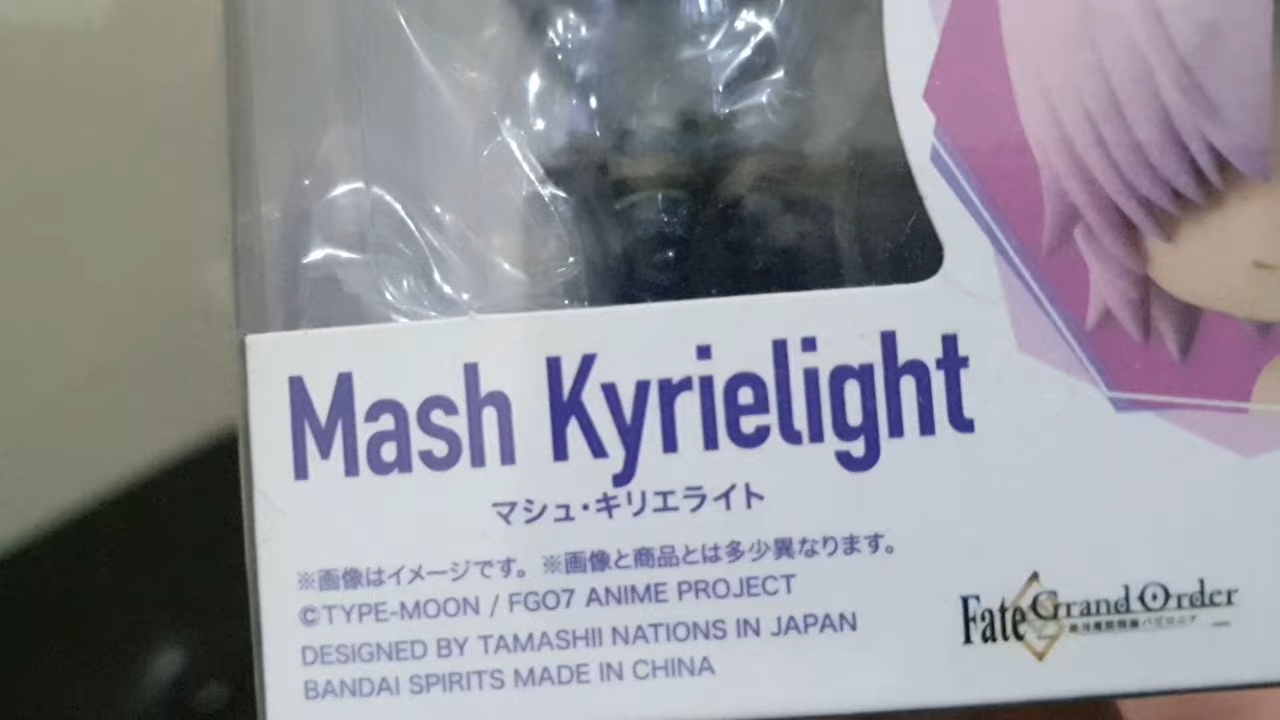 Mash Kyrielight
マシュ・キリエライト
※画像はイメージです。※画像と商品とは多少異なります。
©TYPE-MOON / FGO7 ANIME PROJECT
DESIGNED BY TAMASHII NATIONS IN JAPAN
BANDAI SPIRITS MADE IN CHINA
Fate Grand Order